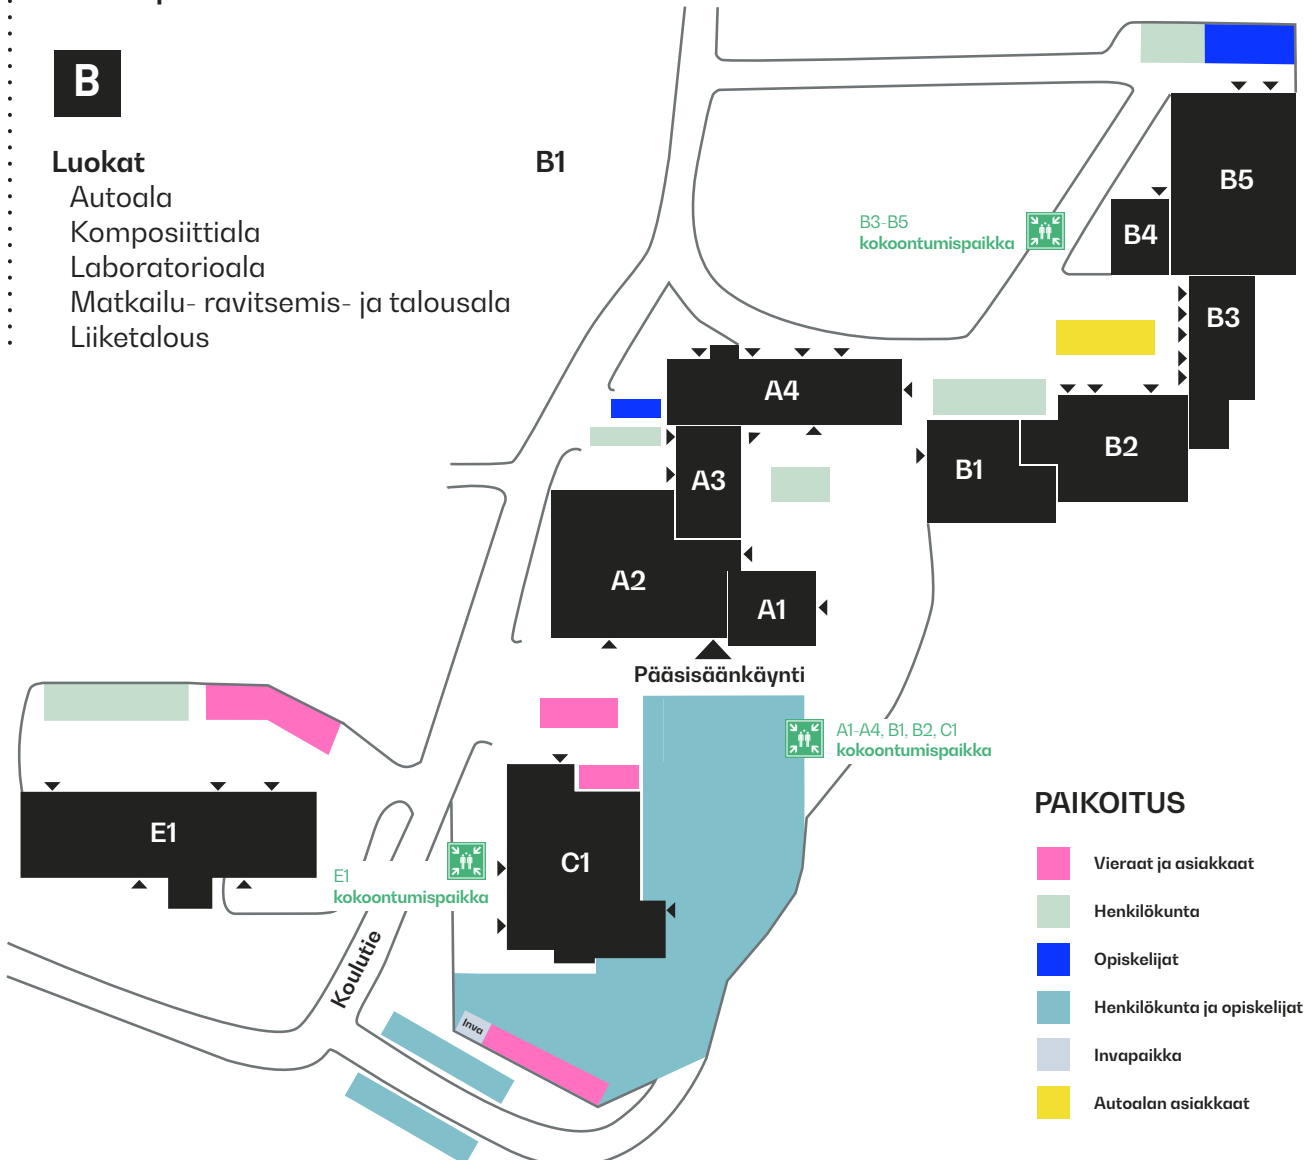 B
Luokat
B1
Autoala
Komposiittiala
Laboratorioala
Matkailu- ravitsemis- ja talousala
Liiketalous
B5
B4
B3-B5
kokoontumispaikka
B3
A4
B2
B1
A3
A2
A1
Pääsisäänkäynti
A1-A4, B1, B2, C1
kokoontumispaikka
E1
C1
E1
kokoontumispaikka
Koulutie
Inva
PAIKOITUS
Vieraat ja asiakkaat
Henkilökunta
Opiskelijat
Henkilökunta ja opiskelijat
Invapaikka
Autoalan asiakkaat